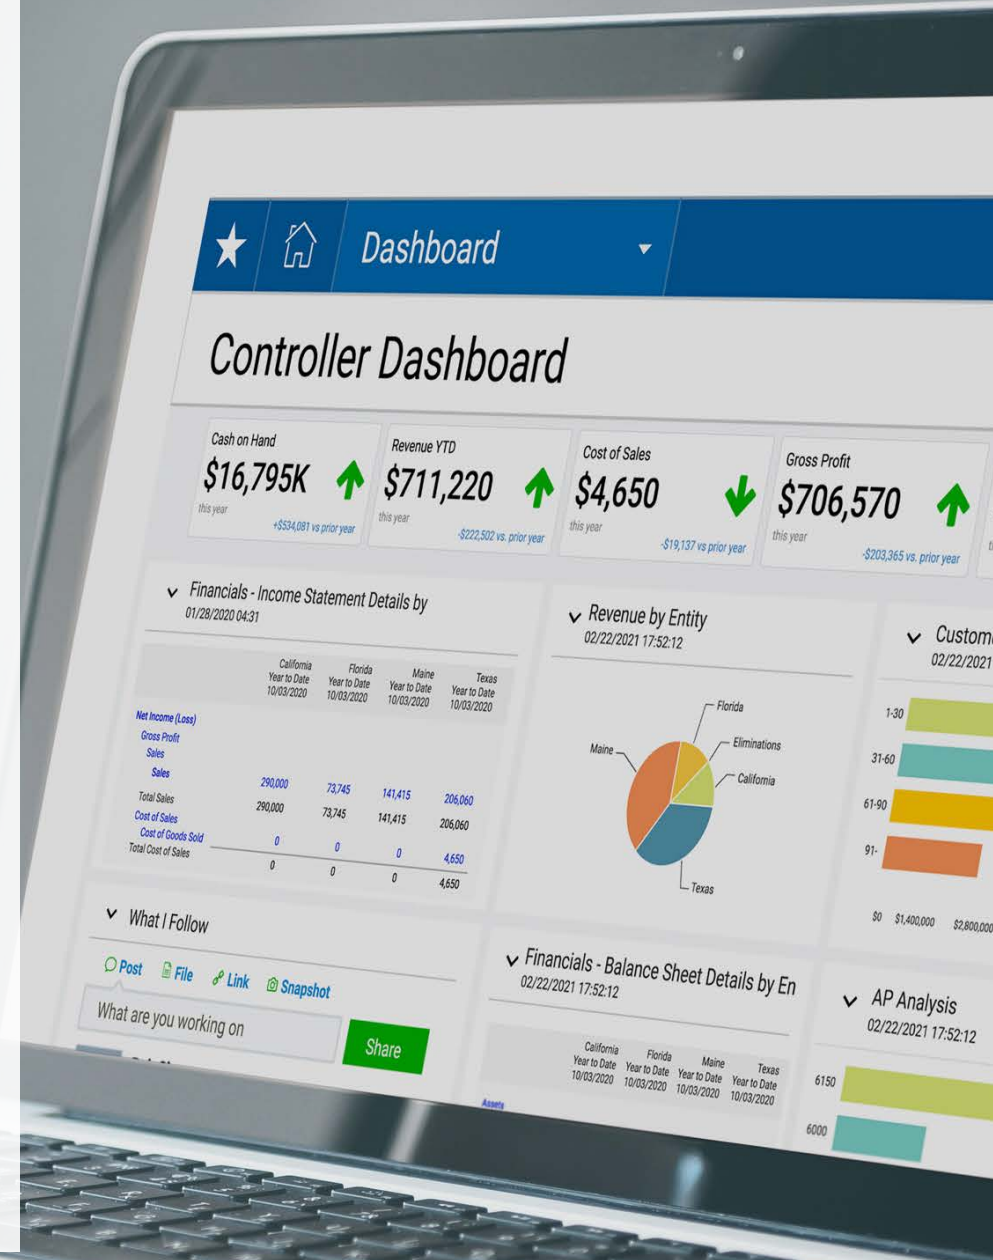 Dashboard
Controller Dashboard
Cash on Hand
$16,795K
this year
+$534,081 vs prior year
Revenue YTD
$711,220
this year
-$222,502 vs. prior year
Cost of Sales
$4,650
this year
-$19,137 vs prior year
Gross Profit
$706,570
this year
-$203,365 vs. prior year
Financials - Income Statement Details by
01/28/2020 04:31
California Florida Maine Texas
Year to Date Year to Date Year to Date Year to Date
10/03/2020 10/03/2020 10/03/2020 10/03/2020
Net Income (Loss)
Gross Profit
Sales
Sales 290,000 73,745 141,415 206,060
Total Sales 290,000 73,745 141,415 206,060
Cost of Sales
Cost of Goods Sold 0 0 0 4,650
Total Cost of Sales 0 0 0 4,650
Revenue by Entity
02/22/2021 17:52:12
Florida
Eliminations
Maine
California
Texas
Custom
02/22/2021
1-30
31-60
61-90
91-
$0 $1,400,000 $2,800,000
What I Follow
Post File Link Snapshot
What are you working on
Share
Financials - Balance Sheet Details by En
02/22/2021 17:52:12
California Florida Maine Texas
Year to Date Year to Date Year to Date Year to Date
10/03/2020 10/03/2020 10/03/2020 10/03/2020
Assets
AP Analysis
02/22/2021 17:52:12
6150
6000